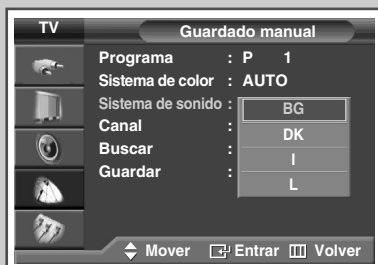 TV
Guardado manual
Programa : P 1
Sistema de color : AUTO
Sistema de sonido : BG
DK
I
L
Canal :
Buscar :
Guardar :
Mover Entrar Volver